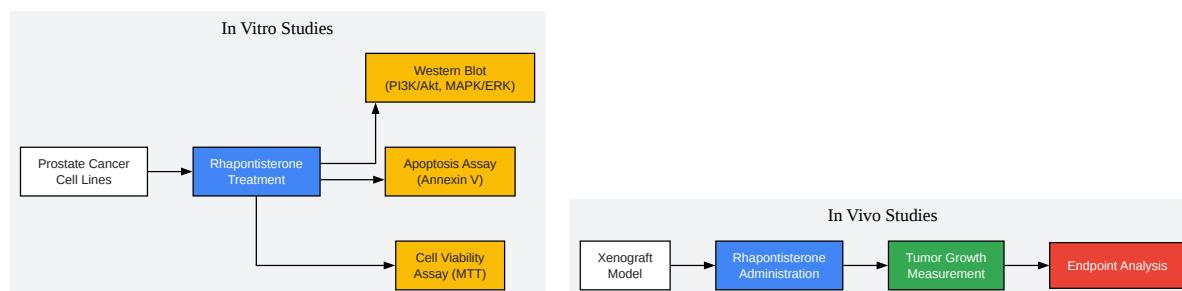 In Vitro Studies
Western Blot
(PI3K/Akt, MAPK/ERK)
Prostate Cancer
Cell Lines
Rhapontisterone
Treatment
Apoptosis Assay
(Annexin V)
Cell Viability
Assay (MTT)
In Vivo Studies
Xenograft
Model
Rhapontisterone
Administration
Tumor Growth
Measurement
Endpoint Analysis